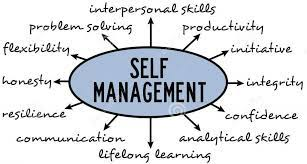 interpersonal skills
problem solving
productivity
flexibility
initiative
honesty
SELF
MANAGEMENT
integrity
resilience
confidence
communication
analytical skills
lifelong learning